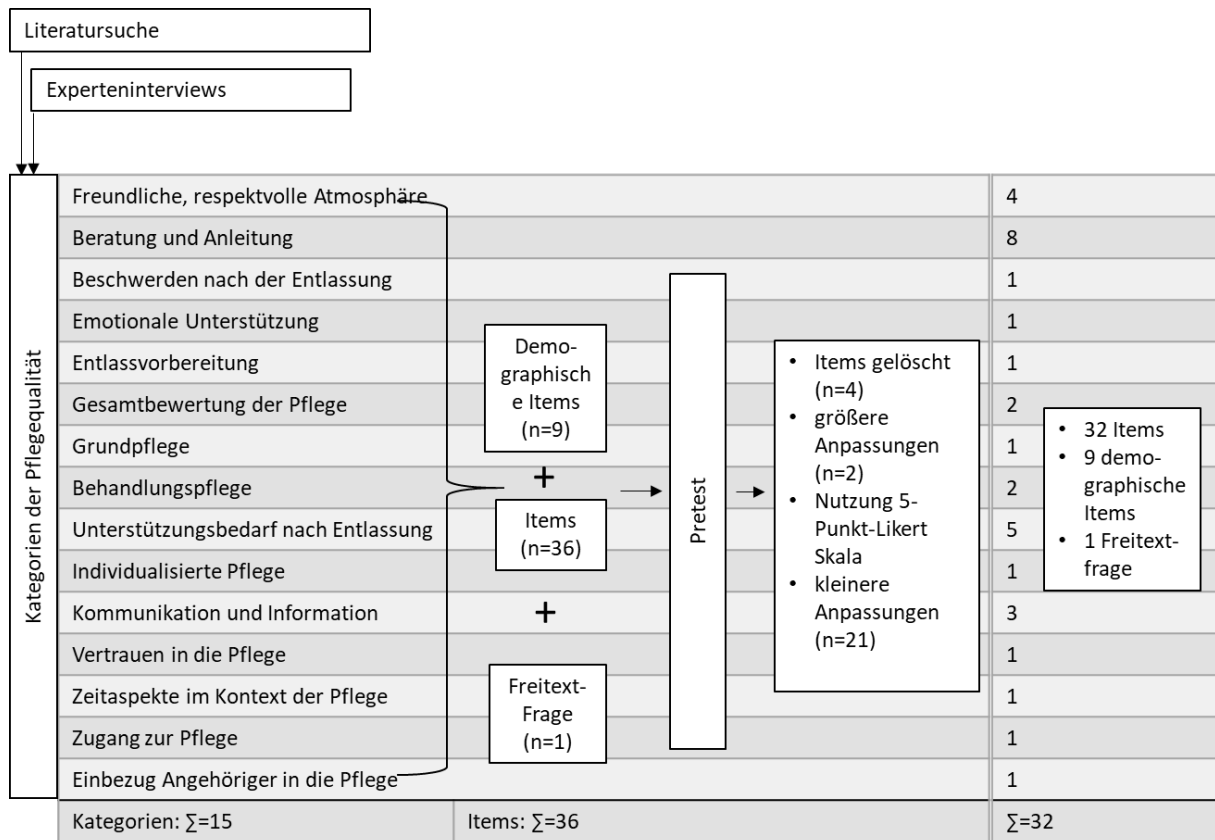 Literatursuche
Experteninterviews
Kategorien der Pflegequalität
Freundliche, respektvolle Atmosphäre
4
Beratung und Anleitung
8
Beschwerden nach der Entlassung
1
Emotionale Unterstützung
1
Entlassvorbereitung
1
Gesamtbewertung der Pflege
2
Grundpflege
1
Behandlungspflege
2
Unterstützungsbedarf nach Entlassung
5
Individualisierte Pflege
1
Kommunikation und Information
3
Vertrauen in die Pflege
1
Zeitaspekte im Kontext der Pflege
1
Zugang zur Pflege
1
Einbezug Angehöriger in die Pflege
1
Demo-
graphisch
e Items
(n=9)
+
Items
(n=36)
+
Freitext-
Frage
(n=1)
Pretest
• Items gelöscht
(n=4)
• größere
Anpassungen
(n=2)
• Nutzung 5-
Punkt-Likert
Skala
• kleinere
Anpassungen
(n=21)
• 32 Items
• 9 demo-
graphische
Items
• 1 Freitext-
frage
Kategorien: ∑=15
Items: ∑=36
∑=32